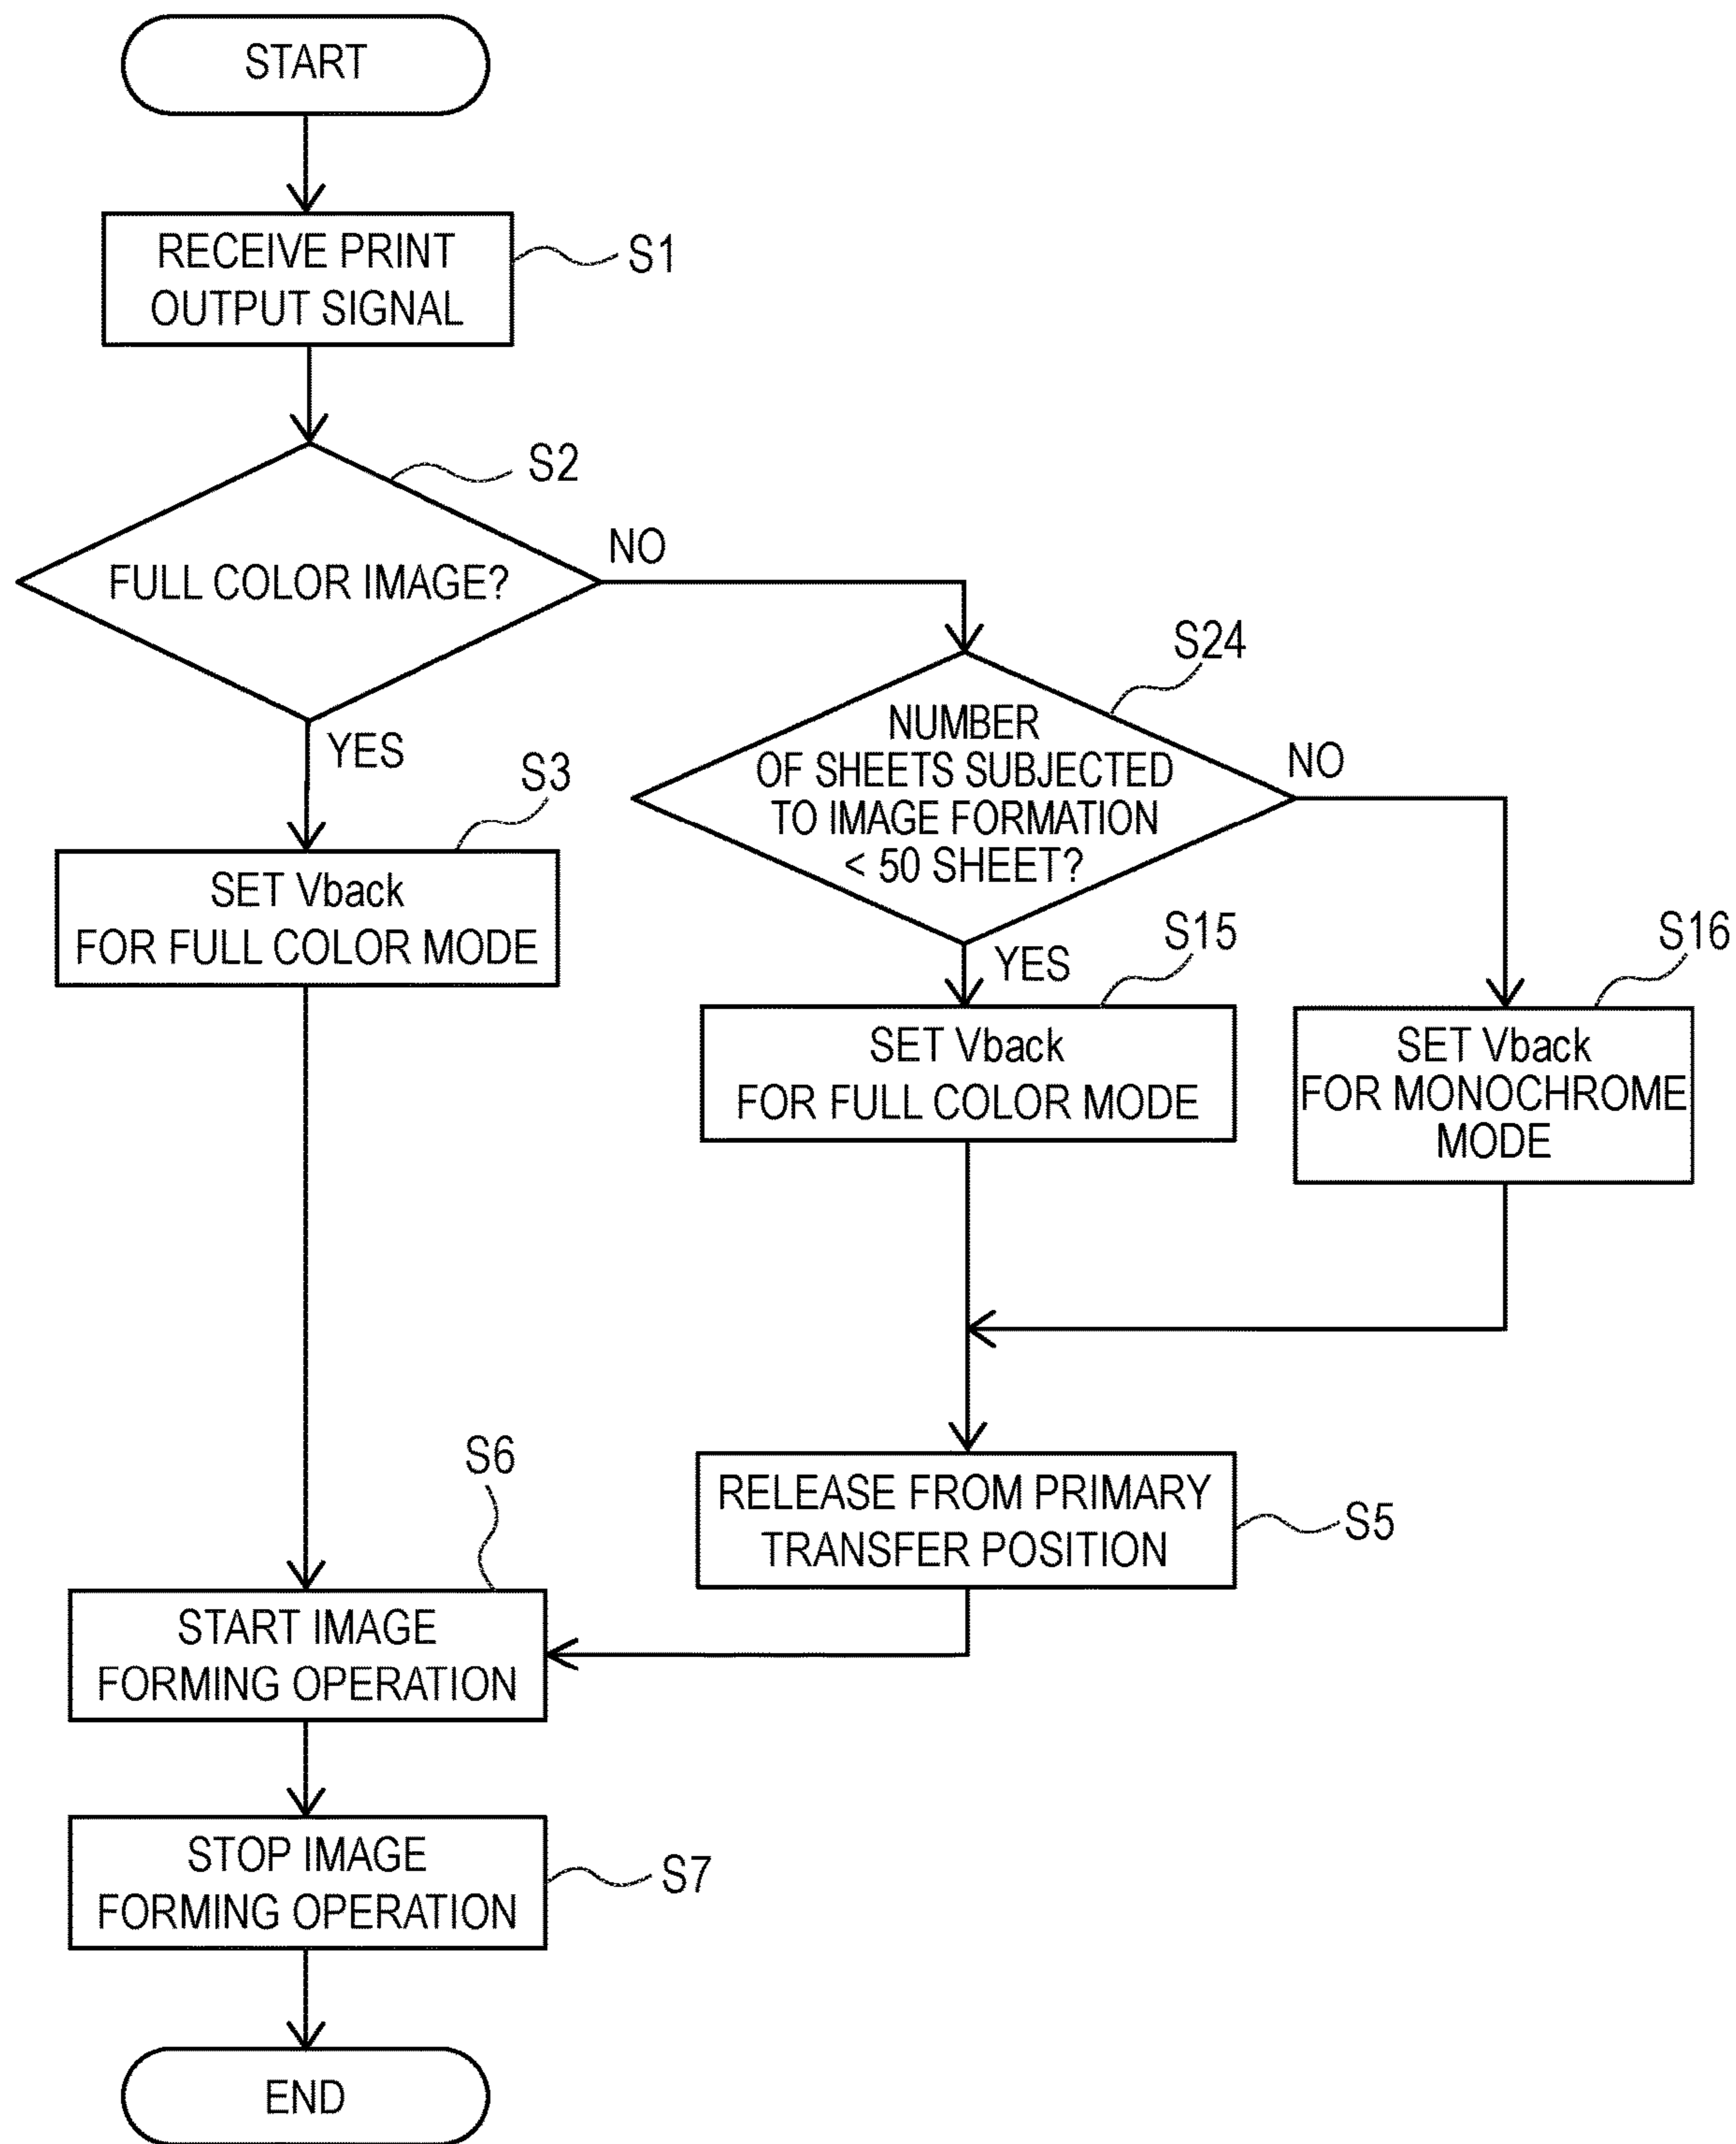 START
RECEIVE PRINT
OUTPUT SIGNAL
S1
S2
FULL COLOR IMAGE?
NO
YES
S24
NUMBER
OF SHEETS SUBJECTED
TO IMAGE FORMATION
< 50 SHEET?
NO
YES
S3
SET Vback
FOR FULL COLOR MODE
S15
SET Vback
FOR FULL COLOR MODE
S16
SET Vback
FOR MONOCHROME
MODE
RELEASE FROM PRIMARY
TRANSFER POSITION
S5
S6
START IMAGE
FORMING OPERATION
STOP IMAGE
FORMING OPERATION
S7
END